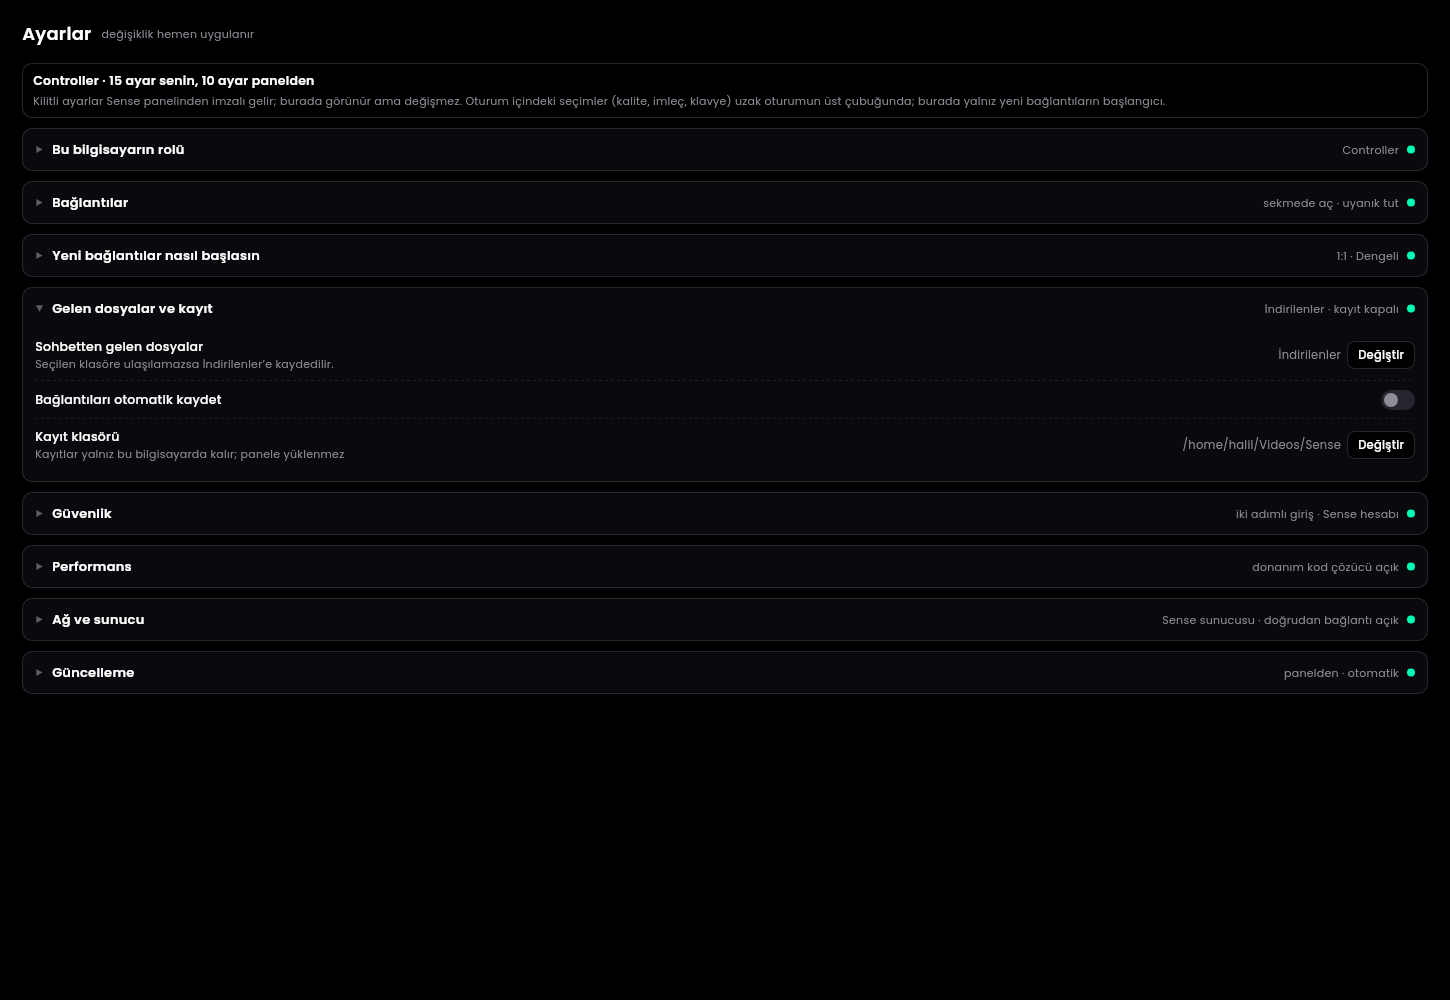 Ayarlar değişiklik hemen uygulanır
Controller · 15 ayar senin, 10 ayar panelden
Kilitli ayarlar Sense panelinden imzalı gelir; burada görünür ama değişmez. Oturum içindeki seçimler (kalite, imleç, klavye) uzak oturumun üst çubuğunda; burada yalnız yeni bağlantıların başlangıcı.
Bu bilgisayarın rolü Controller
Bağlantılar sekmede aç · uyanık tut
Yeni bağlantılar nasıl başlasın 1:1 · Dengeli
Gelen dosyalar ve kayıt İndirilenler · kayıt kapalı
Sohbetten gelen dosyalar
Seçilen klasöre ulaşılamazsa İndirilenler’e kaydedilir.
İndirilenler Değiştir
Bağlantıları otomatik kaydet
Kayıt klasörü
Kayıtlar yalnız bu bilgisayarda kalır; panele yüklenmez
/home/halil/Videos/Sense Değiştir
Güvenlik iki adımlı giriş · Sense hesabı
Performans donanım kod çözücü açık
Ağ ve sunucu Sense sunucusu · doğrudan bağlantı açık
Güncelleme panelden · otomatik